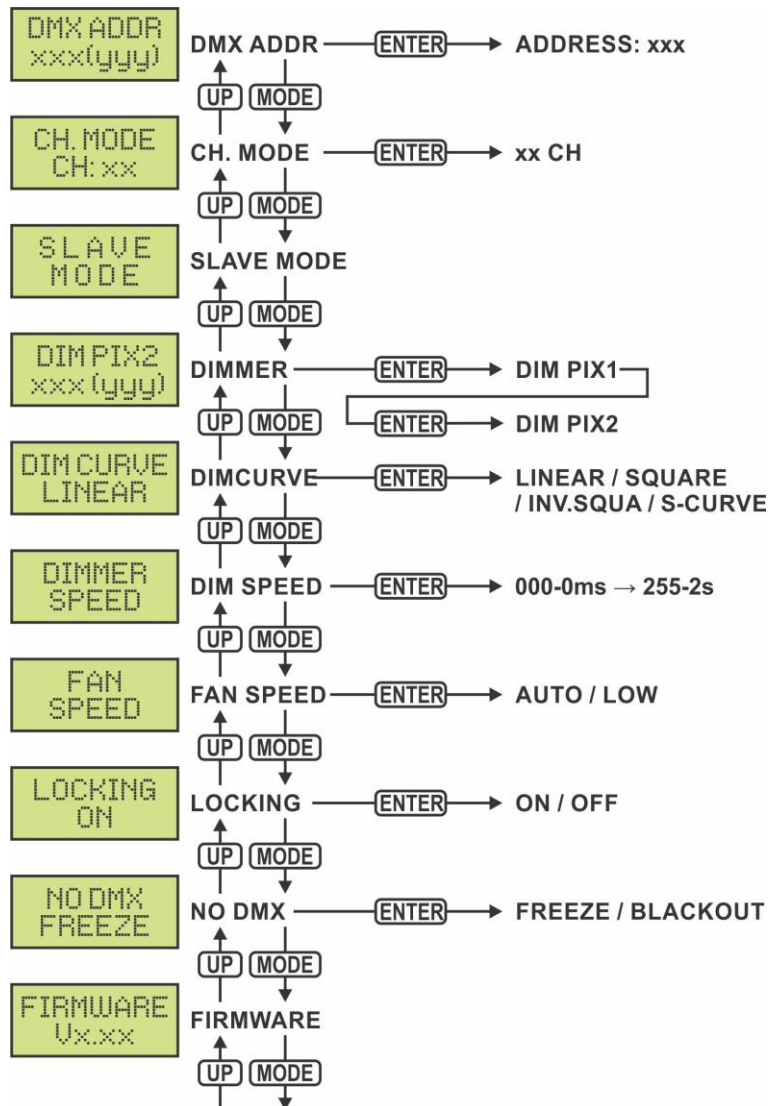 DMX ADDR
xxx(yyy)
DMX ADDR ENTER ADDRESS: xxx
UP MODE
CH. MODE
CH: xx
CH. MODE ENTER xx CH
UP MODE
SLAVE
MODE
SLAVE MODE
UP MODE
DIM PIX2
xxx (yyy)
DIMMER ENTER DIM PIX1
UP MODE ENTER DIM PIX2
DIM CURVE
LINEAR
DIMCURVE ENTER LINEAR / SQUARE
/ INV.SQUA / S-CURVE
UP MODE
DIMMER
SPEED
DIM SPEED ENTER 000-0ms → 255-2s
UP MODE
FAN
SPEED
FAN SPEED ENTER AUTO / LOW
UP MODE
LOCKING
ON
LOCKING ENTER ON / OFF
UP MODE
NO DMX
FREEZE
NO DMX ENTER FREEZE / BLACKOUT
UP MODE
FIRMWARE
Vx.xx
FIRMWARE
UP MODE